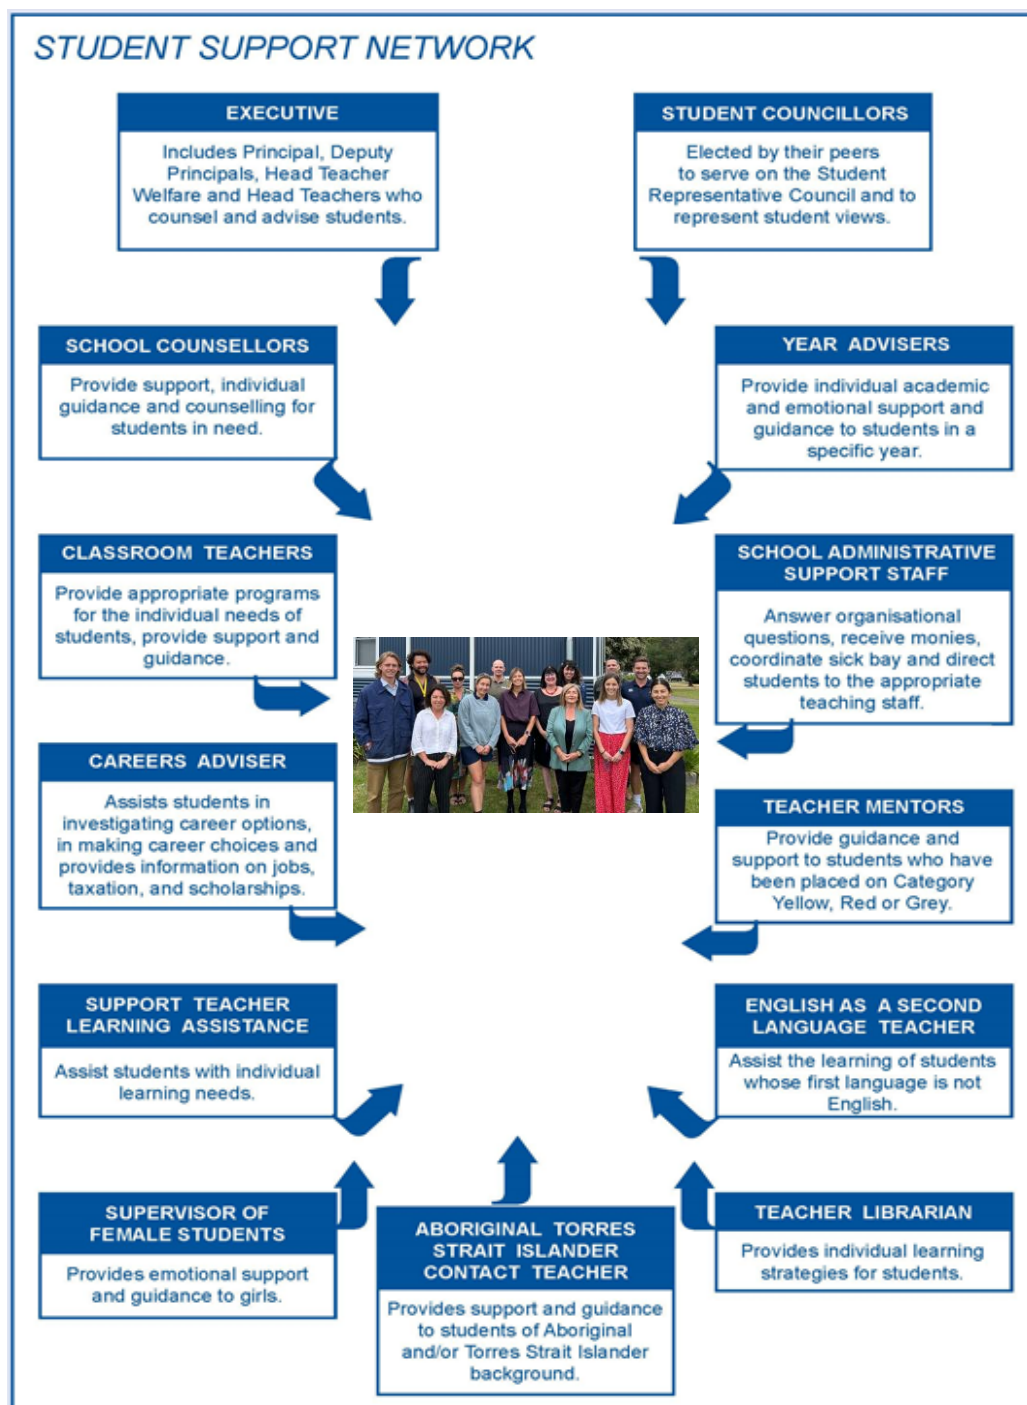 STUDENT SUPPORT NETWORK
EXECUTIVE
Includes Principal, Deputy
Principals, Head Teacher
Welfare and Head Teachers who
counsel and advise students.
STUDENT COUNCILLORS
Elected by their peers
to serve on the Student
Representative Council and to
represent student views.
SCHOOL COUNSELLORS
Provide support, individual
guidance and counselling for
students in need.
YEAR ADVISERS
Provide individual academic
and emotional support and
guidance to students in a
specific year.
CLASSROOM TEACHERS
Provide appropriate programs
for the individual needs of
students, provide support and
guidance.
SCHOOL ADMINISTRATIVE
SUPPORT STAFF
Answer organisational
questions, receive monies,
coordinate sick bay and direct
students to the appropriate
teaching staff.
CAREERS ADVISER
Assists students in
investigating career options,
in making career choices and
provides information on jobs,
taxation, and scholarships.
TEACHER MENTORS
Provide guidance and
support to students who have
been placed on Category
Yellow, Red or Grey.
SUPPORT TEACHER
LEARNING ASSISTANCE
Assist students with individual
learning needs.
ENGLISH AS A SECOND
LANGUAGE TEACHER
Assist the learning of students
whose first language is not
English.
SUPERVISOR OF
FEMALE STUDENTS
Provides emotional support
and guidance to girls.
ABORIGINAL TORRES
STRAIT ISLANDER
CONTACT TEACHER
Provides support and guidance
to students of Aboriginal
and/or Torres Strait Islander
background.
TEACHER LIBRARIAN
Provides individual learning
strategies for students.